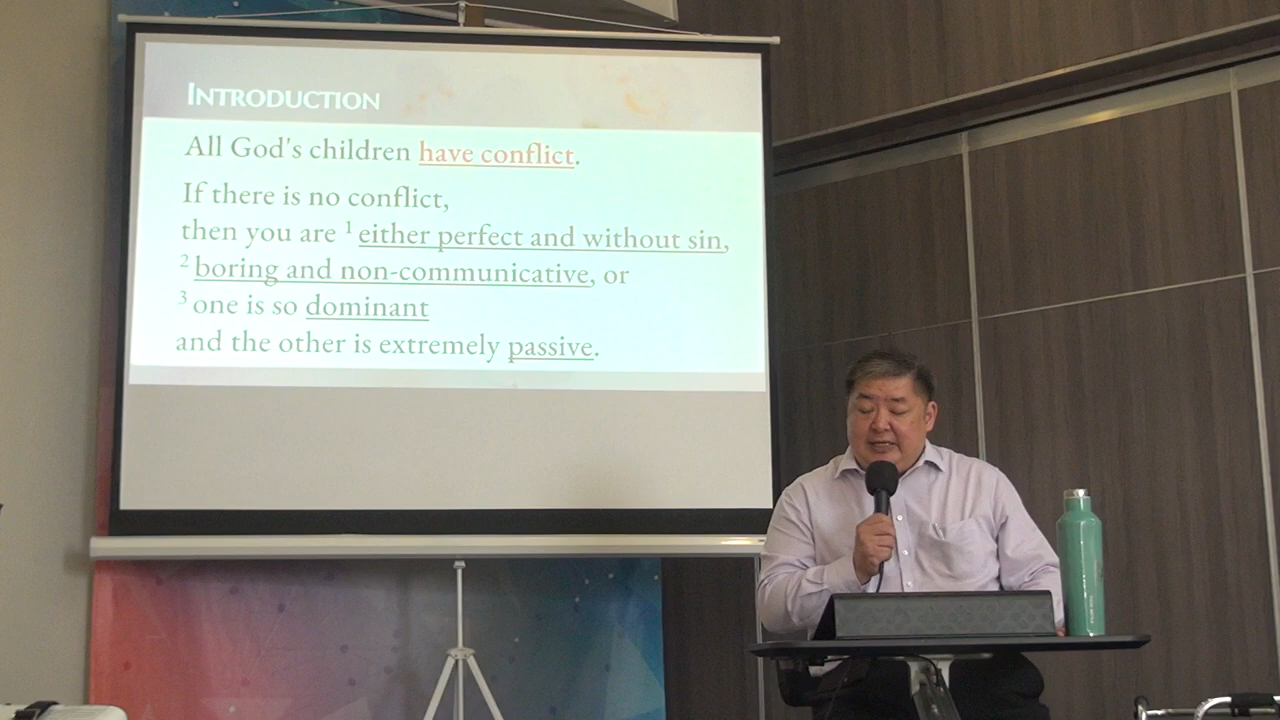 INTRODUCTION
All God's children have conflict.
If there is no conflict,
then you are ¹ either perfect and without sin,
² boring and non-communicative, or
³ one is so dominant
and the other is extremely passive.